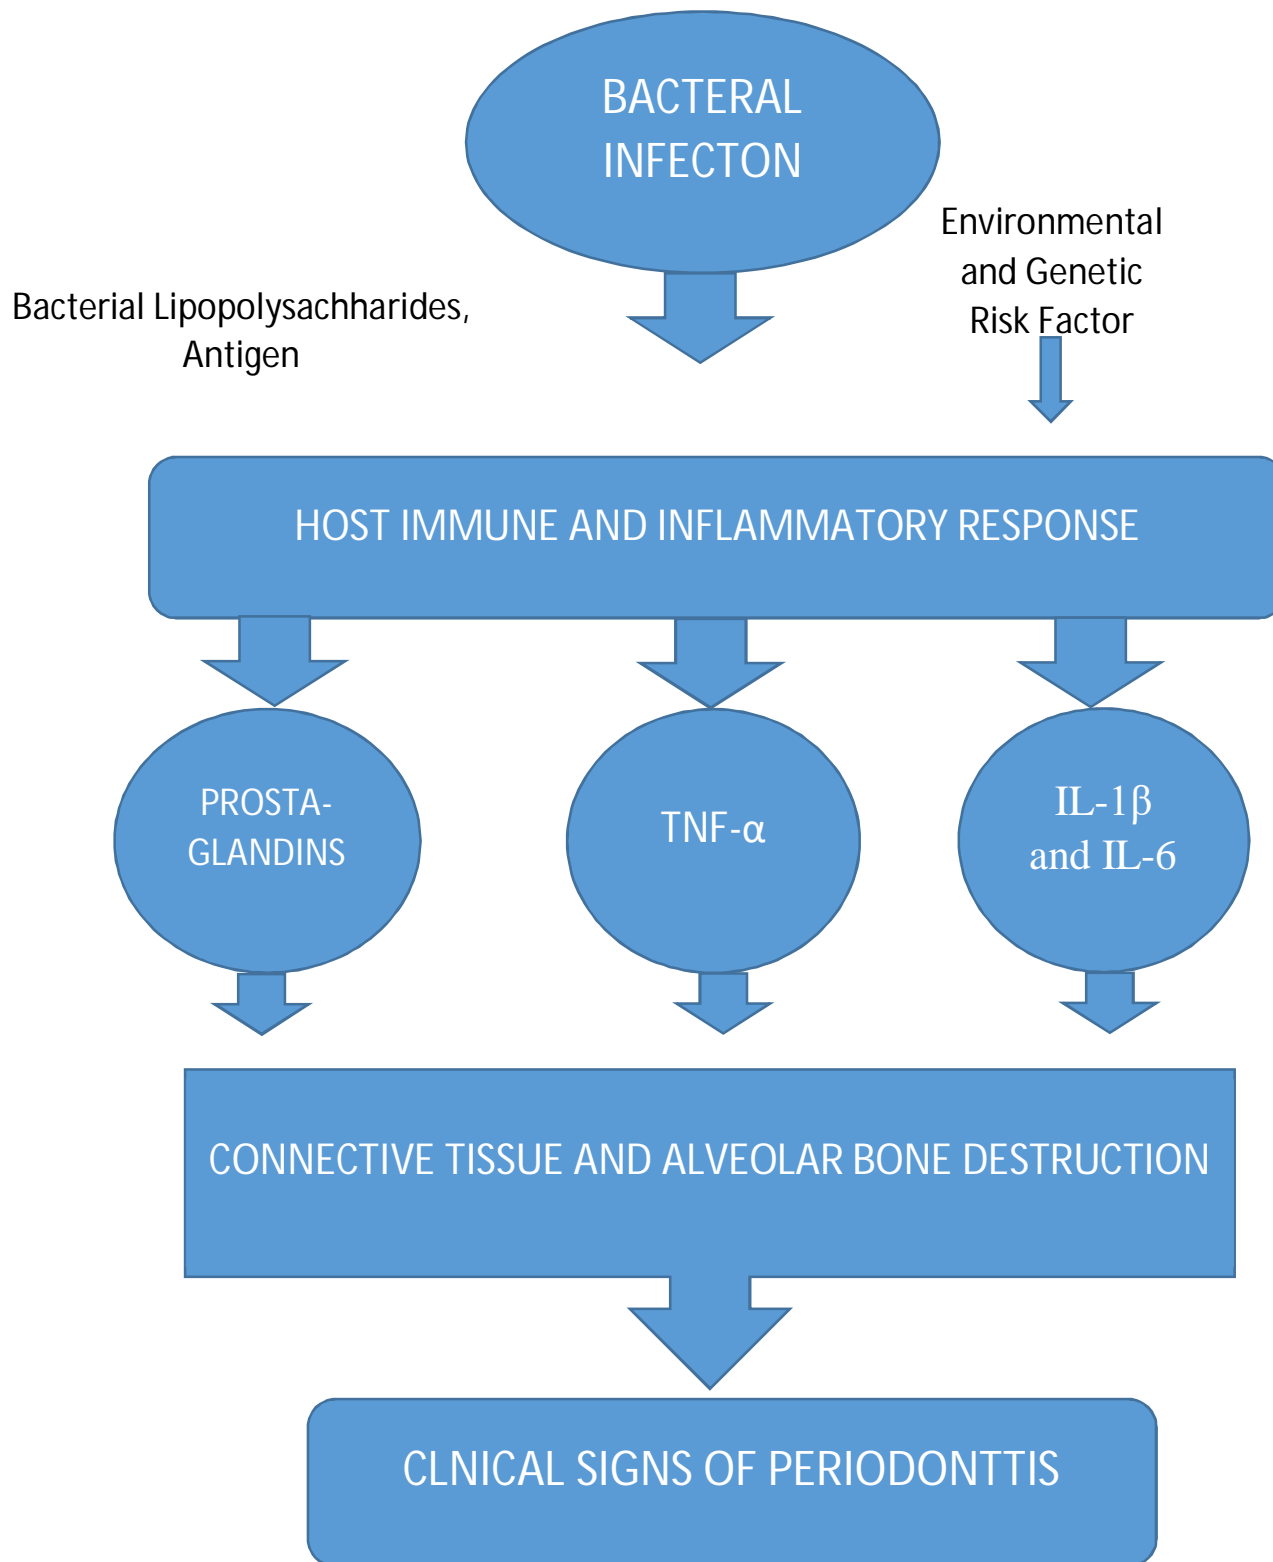 BACTERAL
INFECTON
Environmental
and Genetic
Risk Factor
Bacterial Lipopolysachharides,
Antigen
HOST IMMUNE AND INFLAMMATORY RESPONSE
PROSTA-
GLANDINS
TNF-α
IL-1β
and IL-6
CONNECTIVE TISSUE AND ALVEOLAR BONE DESTRUCTION
CLNICAL SIGNS OF PERIODONTTIS